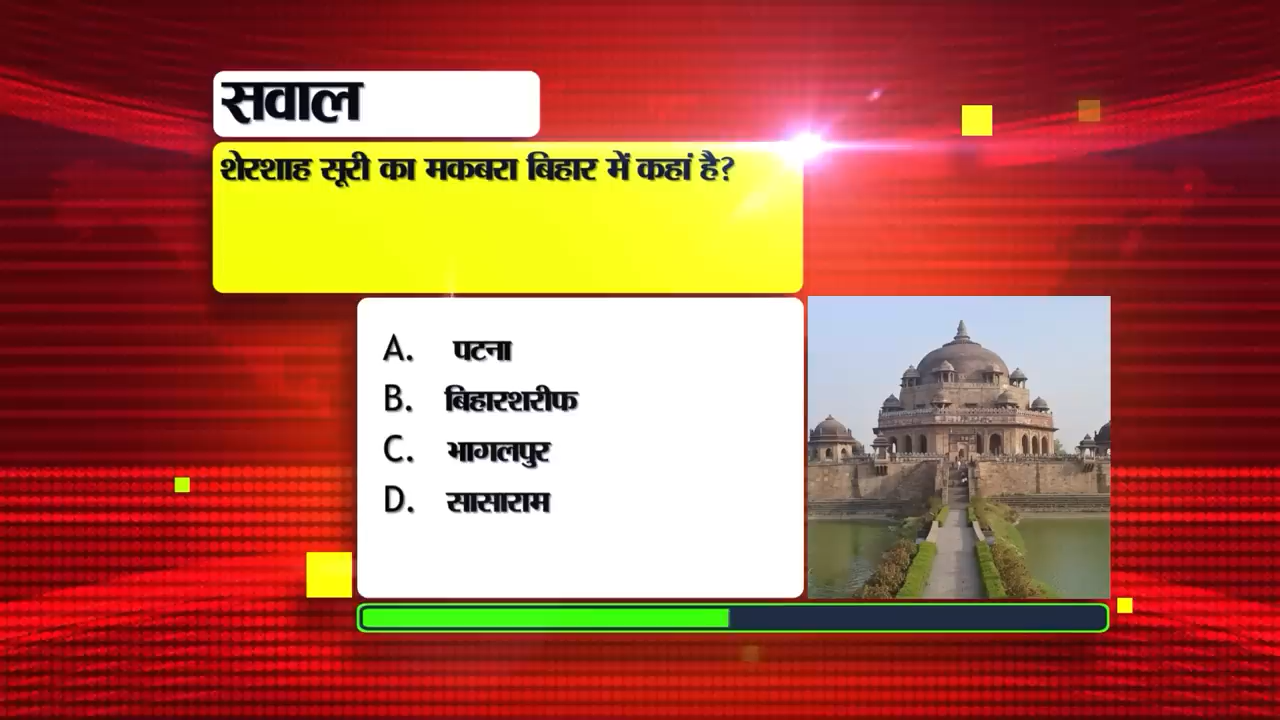 सवाल
शेरशाह सूरी का मकबरा बिहार में कहां है?
A. पटना
B. बिहारशरीफ
C. भागलपुर
D. सासाराम